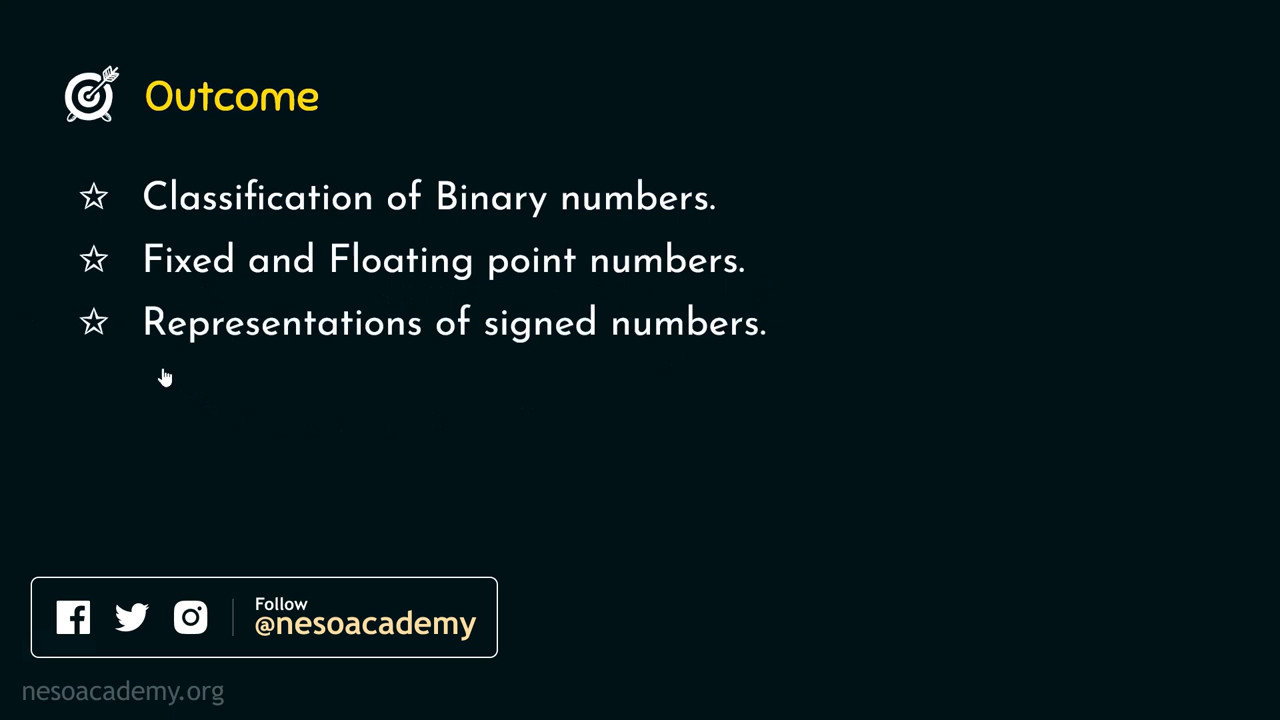 Outcome
Classification of Binary numbers.
Fixed and Floating point numbers.
Representations of signed numbers.
Follow
@nesoacademy
nesoacademy.org